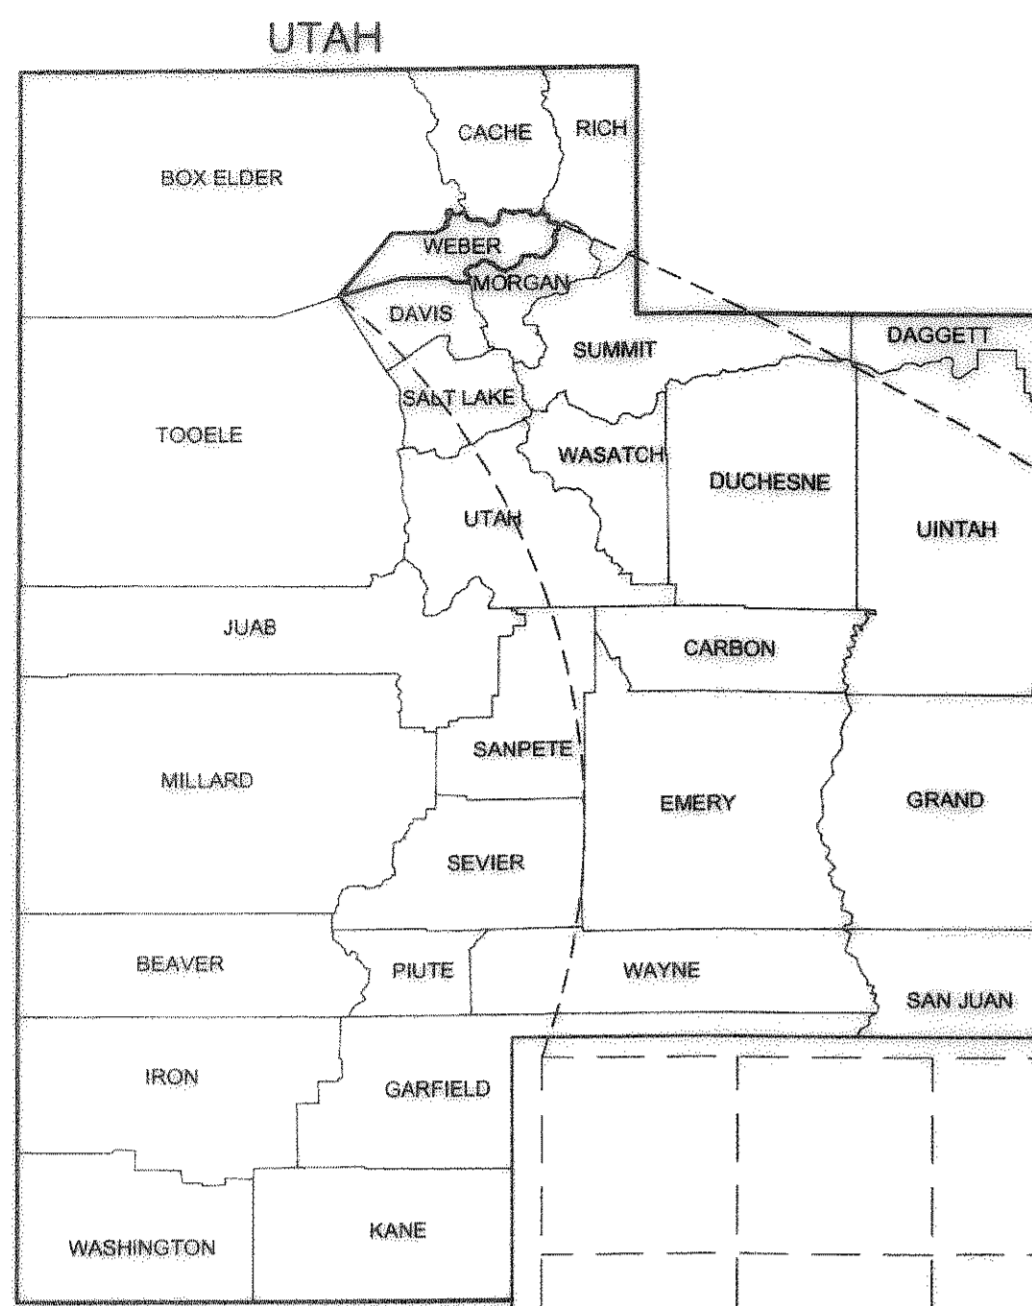 UTAH
CACHE
RICH
BOX ELDER
WEBER
MORGAN
DAVIS
SUMMIT
DAGGETT
SALT LAKE
TOOELE
WASATCH
DUCHESNE
UTAH
UINTAH
JUAB
CARBON
SANPETE
MILLARD
EMERY
GRAND
SEVIER
BEAVER
PIUTE
WAYNE
SAN JUAN
IRON
GARFIELD
KANE
WASHINGTON